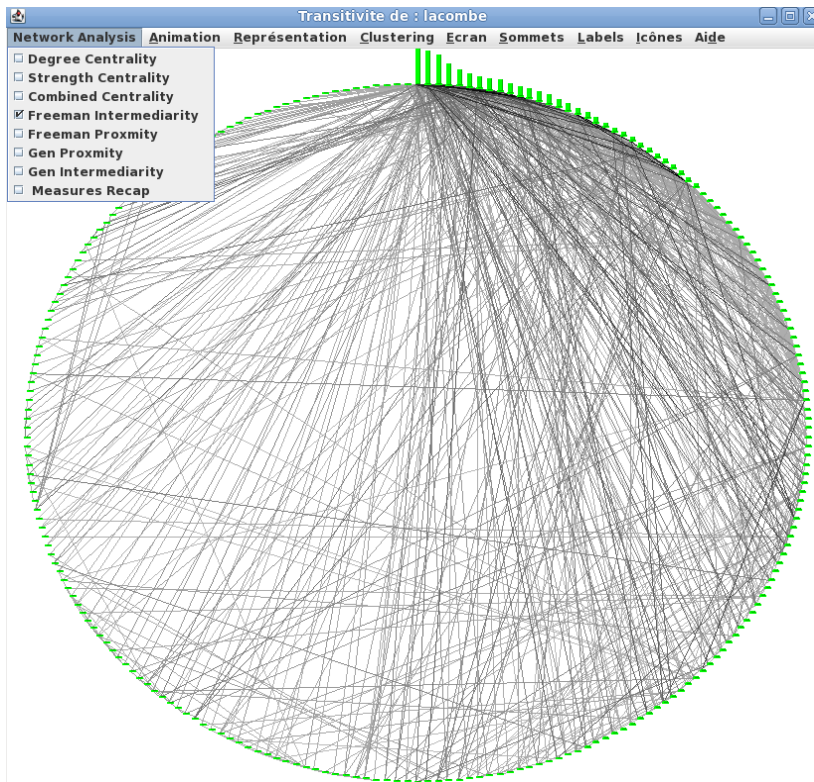 Transitivite de : lacombe
Network Analysis Animation Représentation Clustering Ecran Sommets Labels Icônes Aide
Degree Centrality
Strength Centrality
Combined Centrality
Freeman Intermediarity
Freeman Proxmity
Gen Proxmity
Gen Intermediarity
Measures Recap